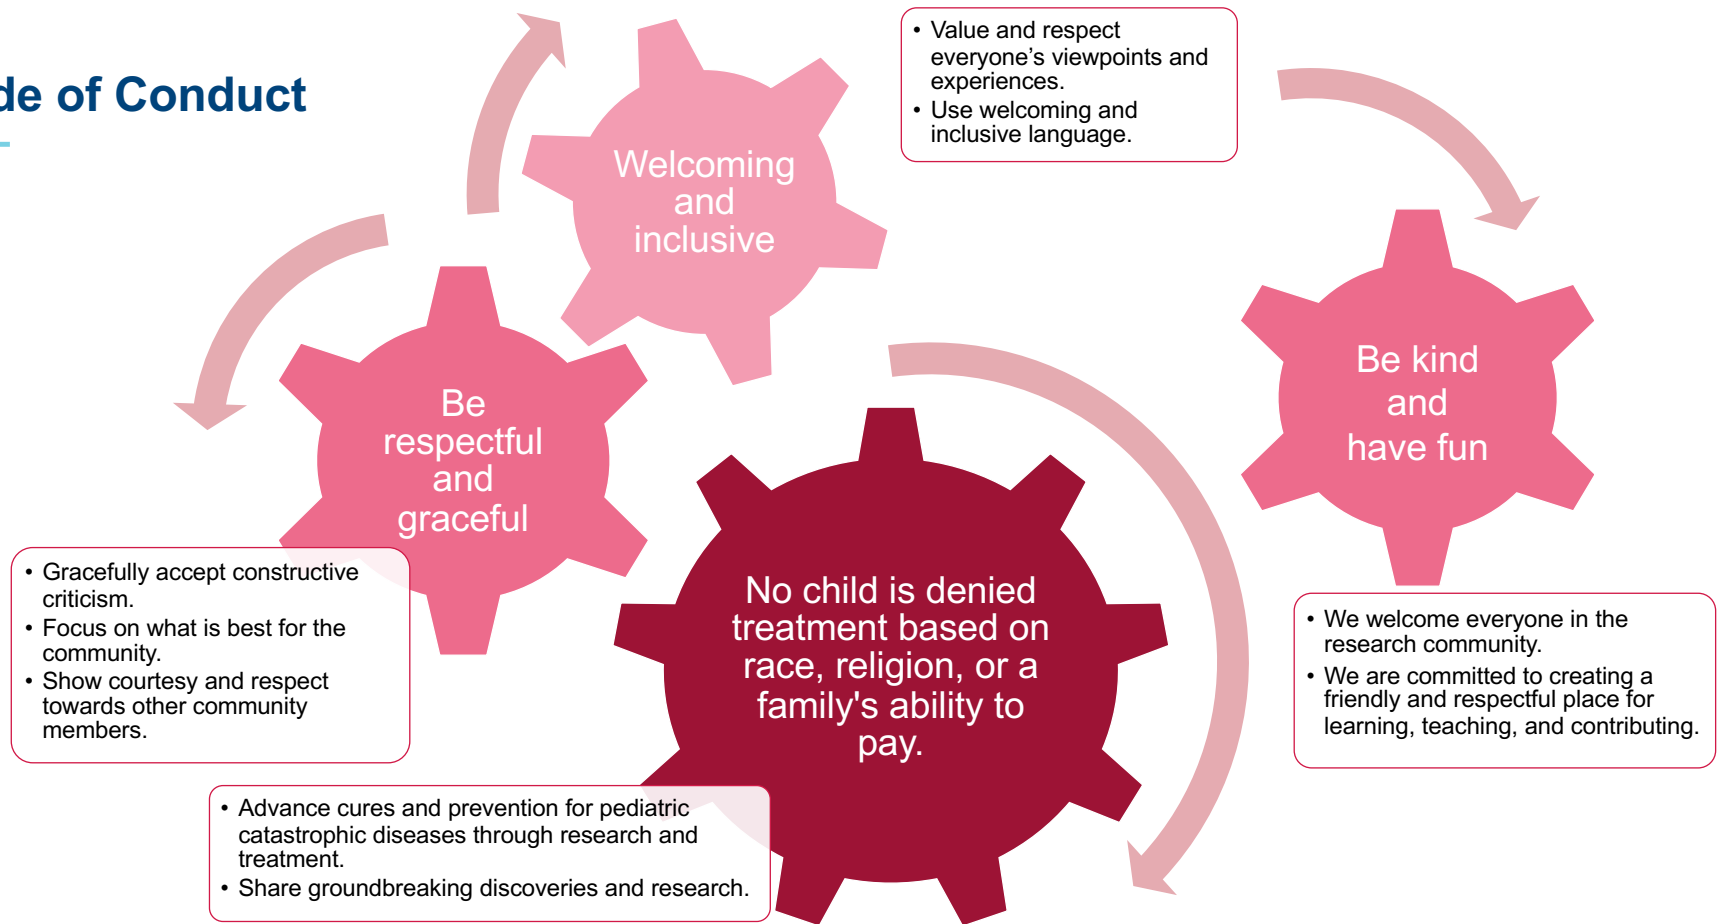 de of Conduct
Welcoming
and
inclusive
• Value and respect
everyone’s viewpoints and
experiences.
• Use welcoming and
inclusive language.
Be
respectful
and
graceful
• Gracefully accept constructive
criticism.
• Focus on what is best for the
community.
• Show courtesy and respect
towards other community
members.
No child is denied
treatment based on
race, religion, or a
family's ability to
pay.
• Advance cures and prevention for pediatric
catastrophic diseases through research and
treatment.
• Share groundbreaking discoveries and research.
Be kind
and
have fun
• We welcome everyone in the
research community.
• We are committed to creating a
friendly and respectful place for
learning, teaching, and contributing.